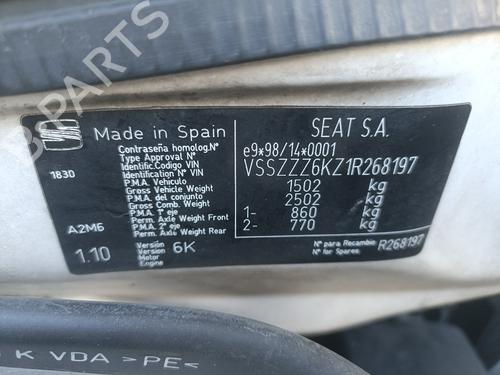 Made in Spain
SEAT S.A.
Contraseña homolog.Nº
Type Approval Nº
e9*98/14*0001
Identificador VIN
Identification Nº VIN
VSSZZZ6KZ1R268197
1830
P.M.A. Vehiculo
Gross Vehicle Weight
1502 kg
P.M.A. del conjunto
Gross Comb. Weight
2502 kg
P.M.A. 1º eje
Perm. Axle Weight Front
1- 860 kg
A2M6
P.M.A. 2º eje
Perm. Axle Weight Rear
2- 770 kg
1.10
Versión
Version
6K
Motor
Engine
Nº para Recambio
Nº for Spares
R268197
K VDA >PE<